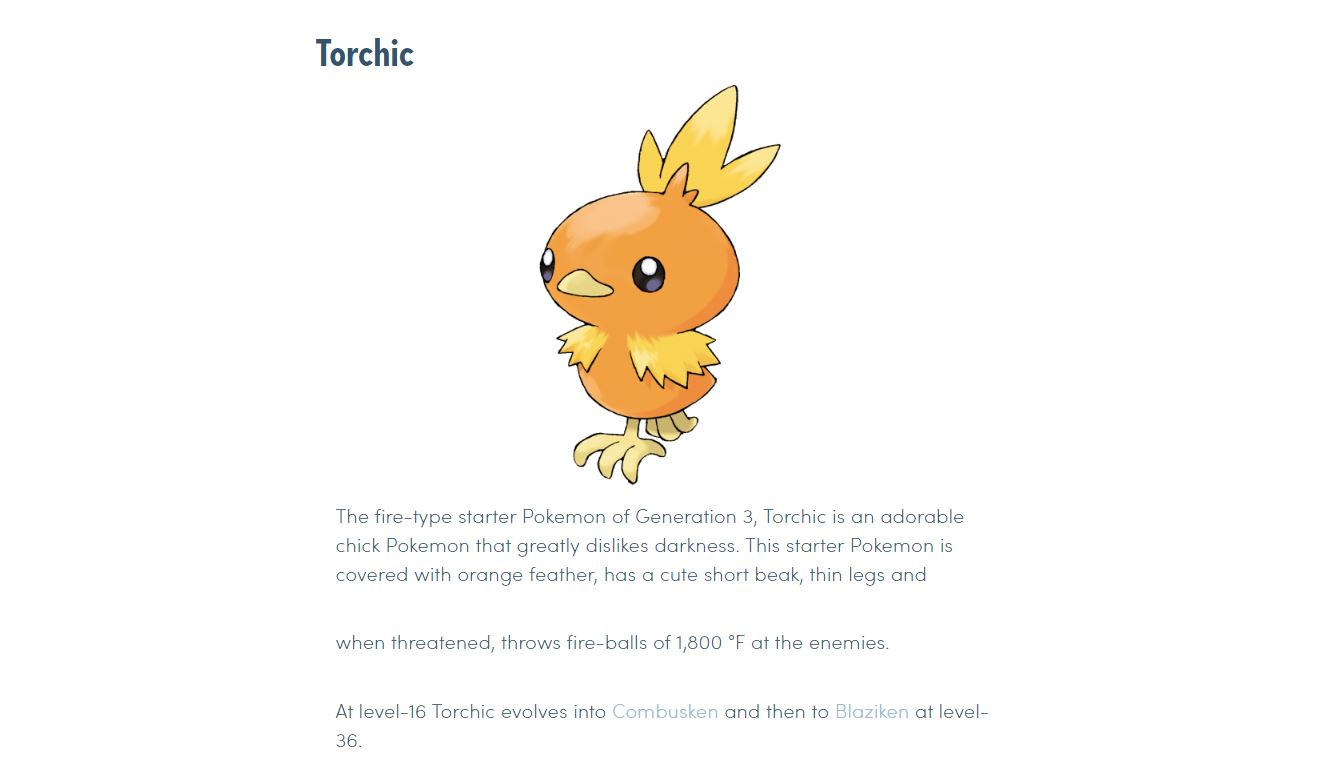 Torchic
The fire-type starter Pokemon of Generation 3, Torchic is an adorable
chick Pokemon that greatly dislikes darkness. This starter Pokemon is
covered with orange feather, has a cute short beak, thin legs and
when threatened, throws fire-balls of 1,800 °F at the enemies.
At level-16 Torchic evolves into Combusken and then to Blaziken at level-
36.